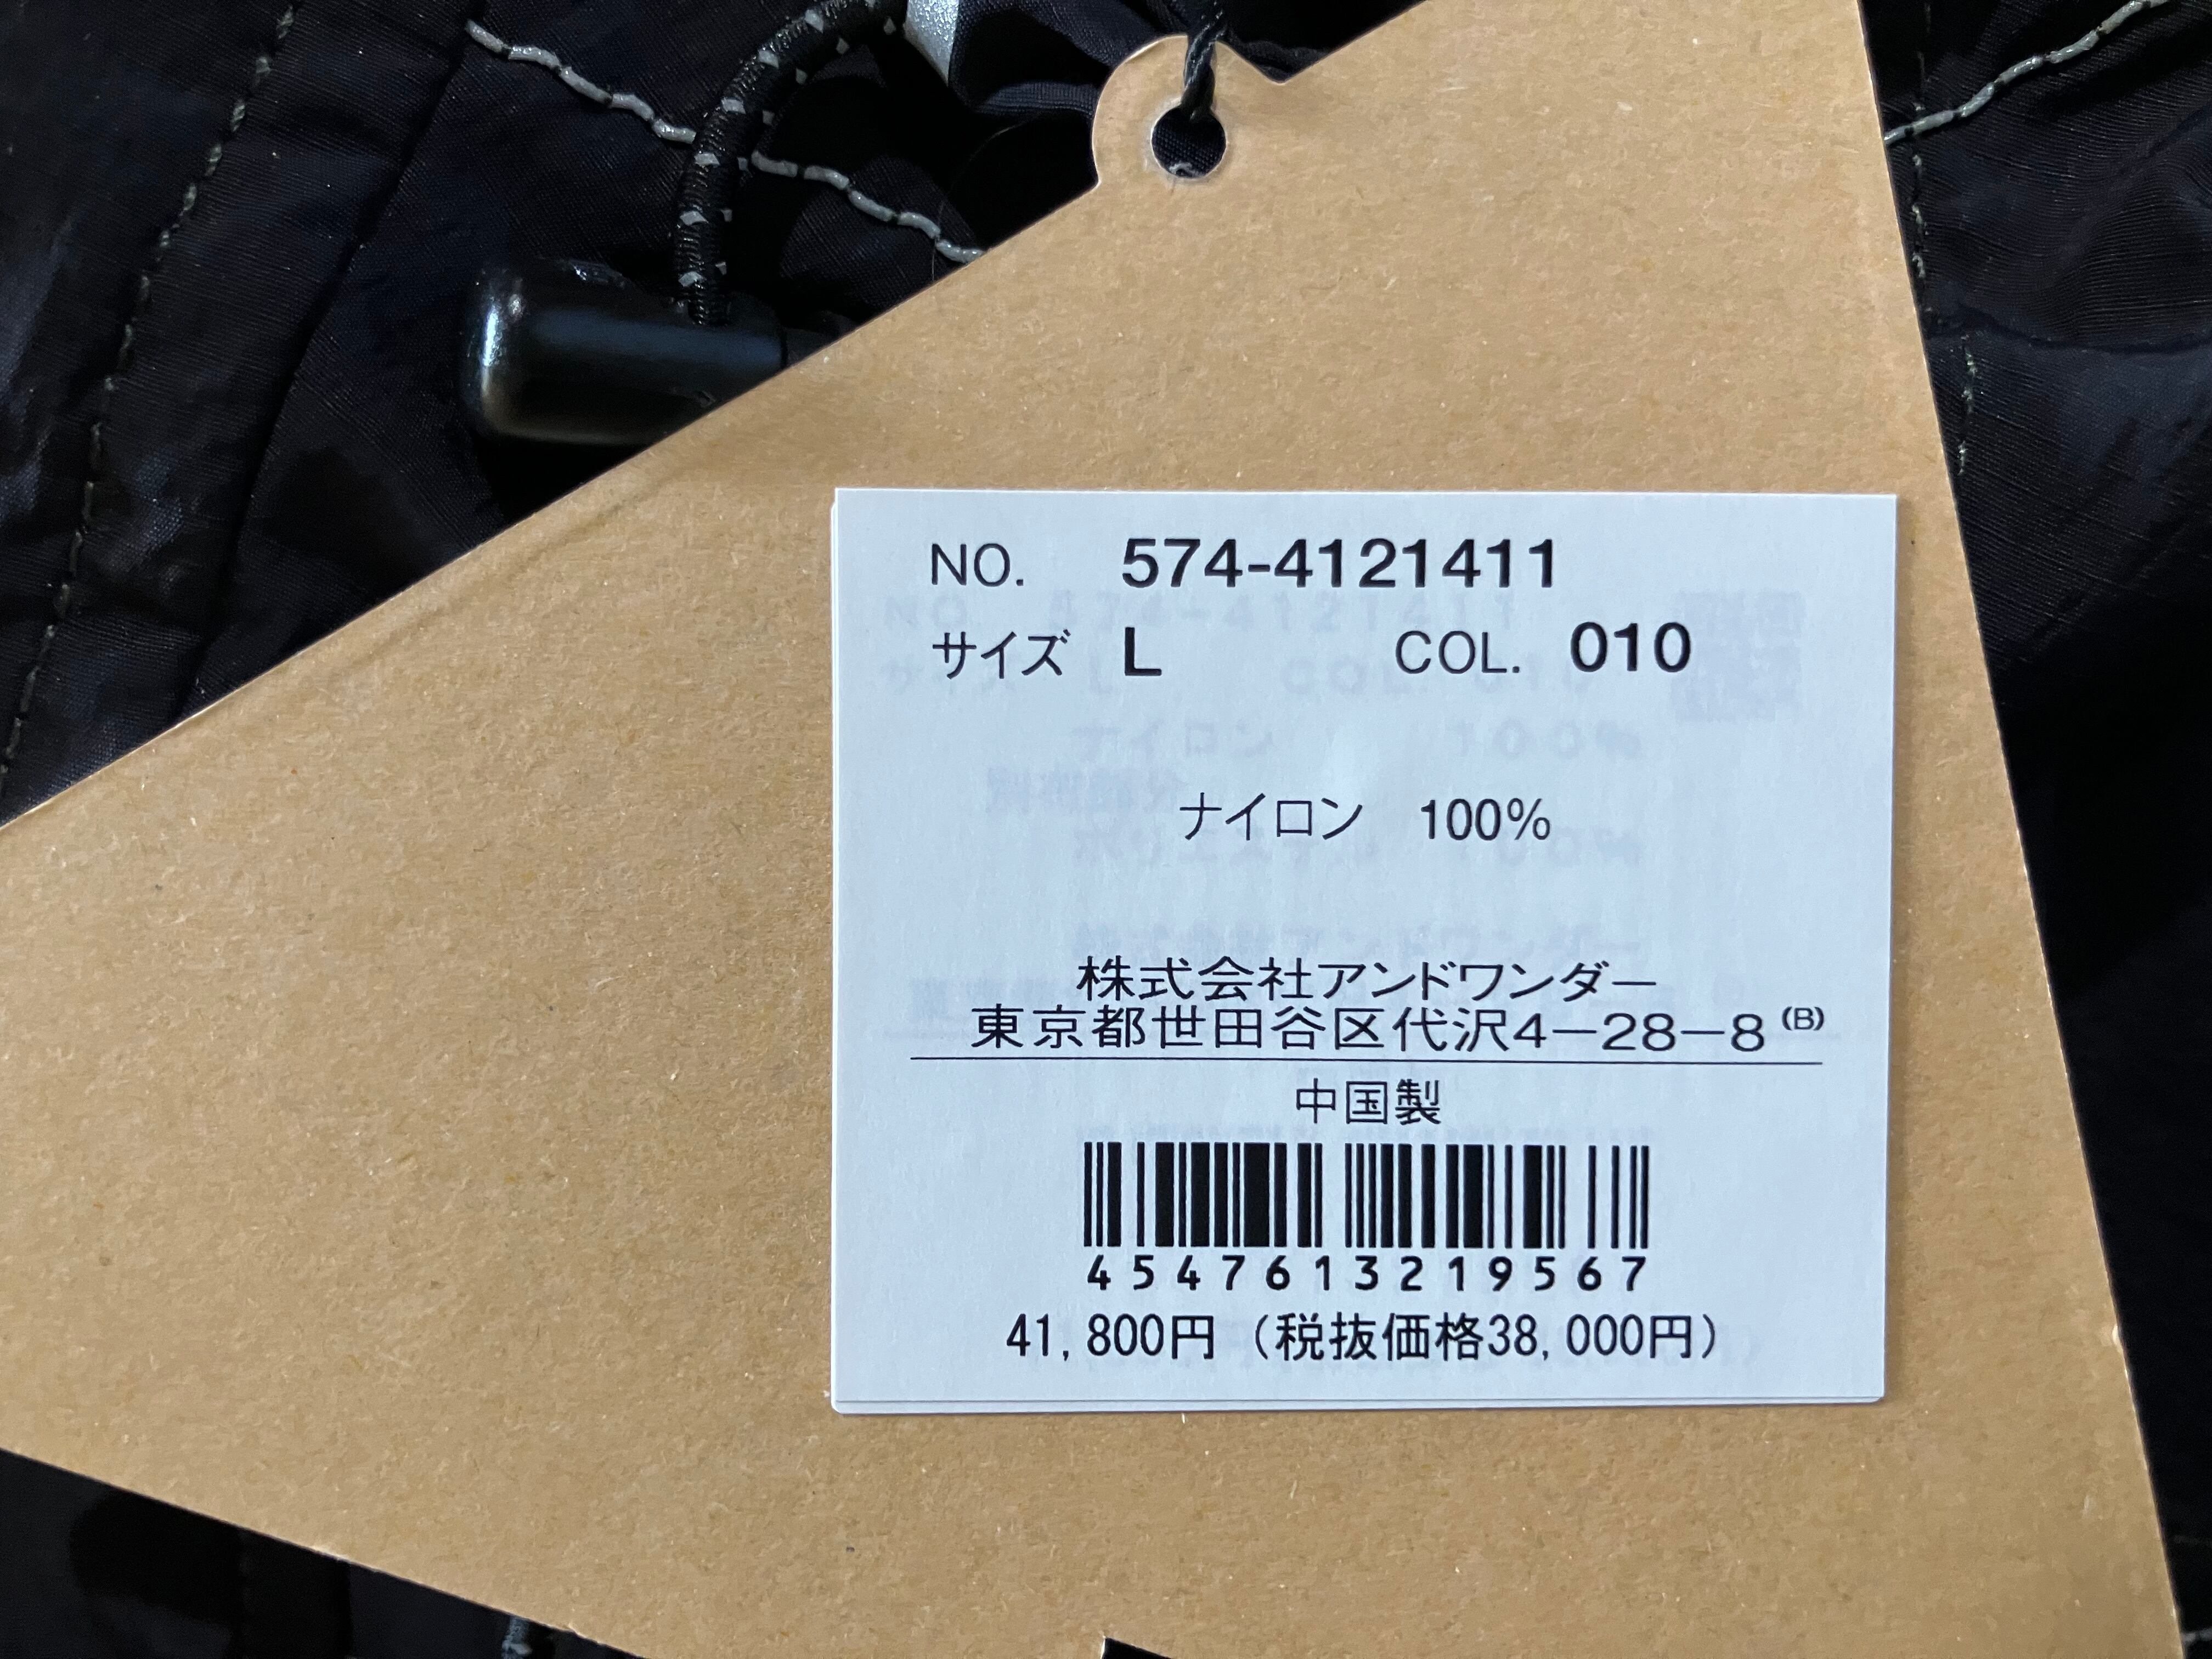 NO. 574-4121411
サイズ L COL. 010
ナイロン 100%
株式会社アンドワンダー
東京都世田谷区代沢4−28−8 (B)
中国製
4547613219567
41,800円 (税抜価格38,000円)